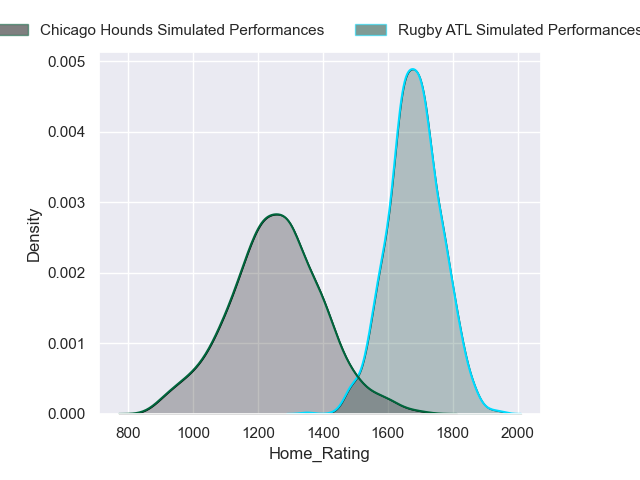 Chicago Hounds Simulated Performances Rugby ATL Simulated Performances
0.005
0.004
0.003
0.002
0.001
0.000
Density
800 1000 1200 1400 1600 1800 2000
Home_Rating